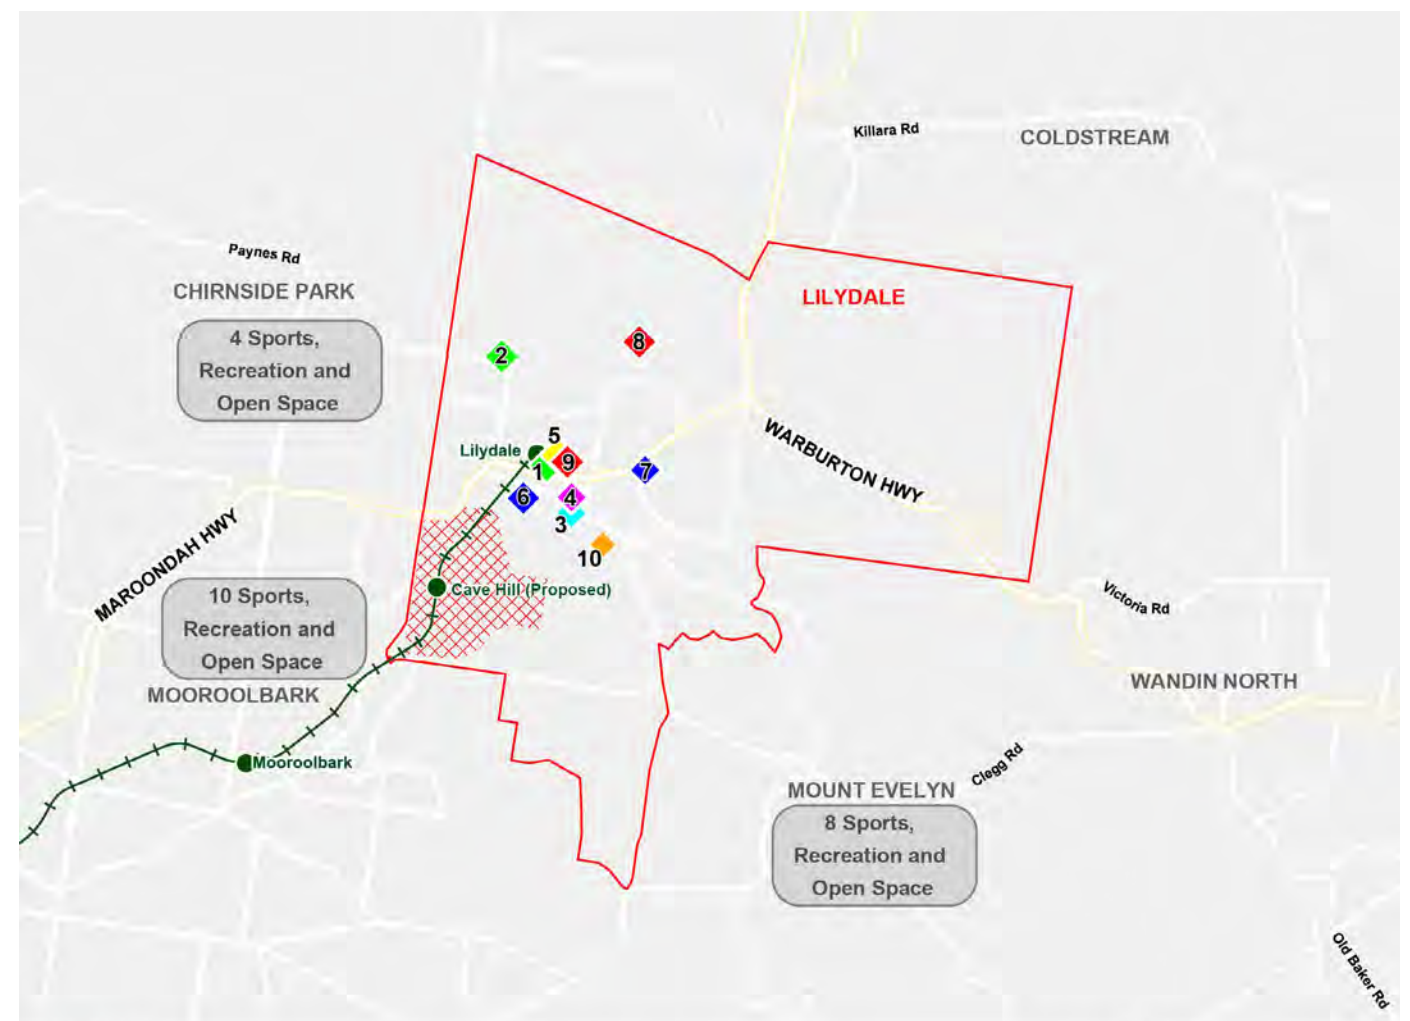 Killara Rd
COLDSTREAM
Paynes Rd
CHIRNSIDE PARK
4 Sports,
Recreation and
Open Space
LILYDALE
2
8
5
Lilydale
9
1
7
6
4
3
10
WARBURTON HWY
MAROONDAH HWY
Cave Hill (Proposed)
10 Sports,
Recreation and
Open Space
MOOROOLBARK
Victoria Rd
WANDIN NORTH
Mooroolbark
Clegg Rd
MOUNT EVELYN
8 Sports,
Recreation and
Open Space
Old Baker Rd